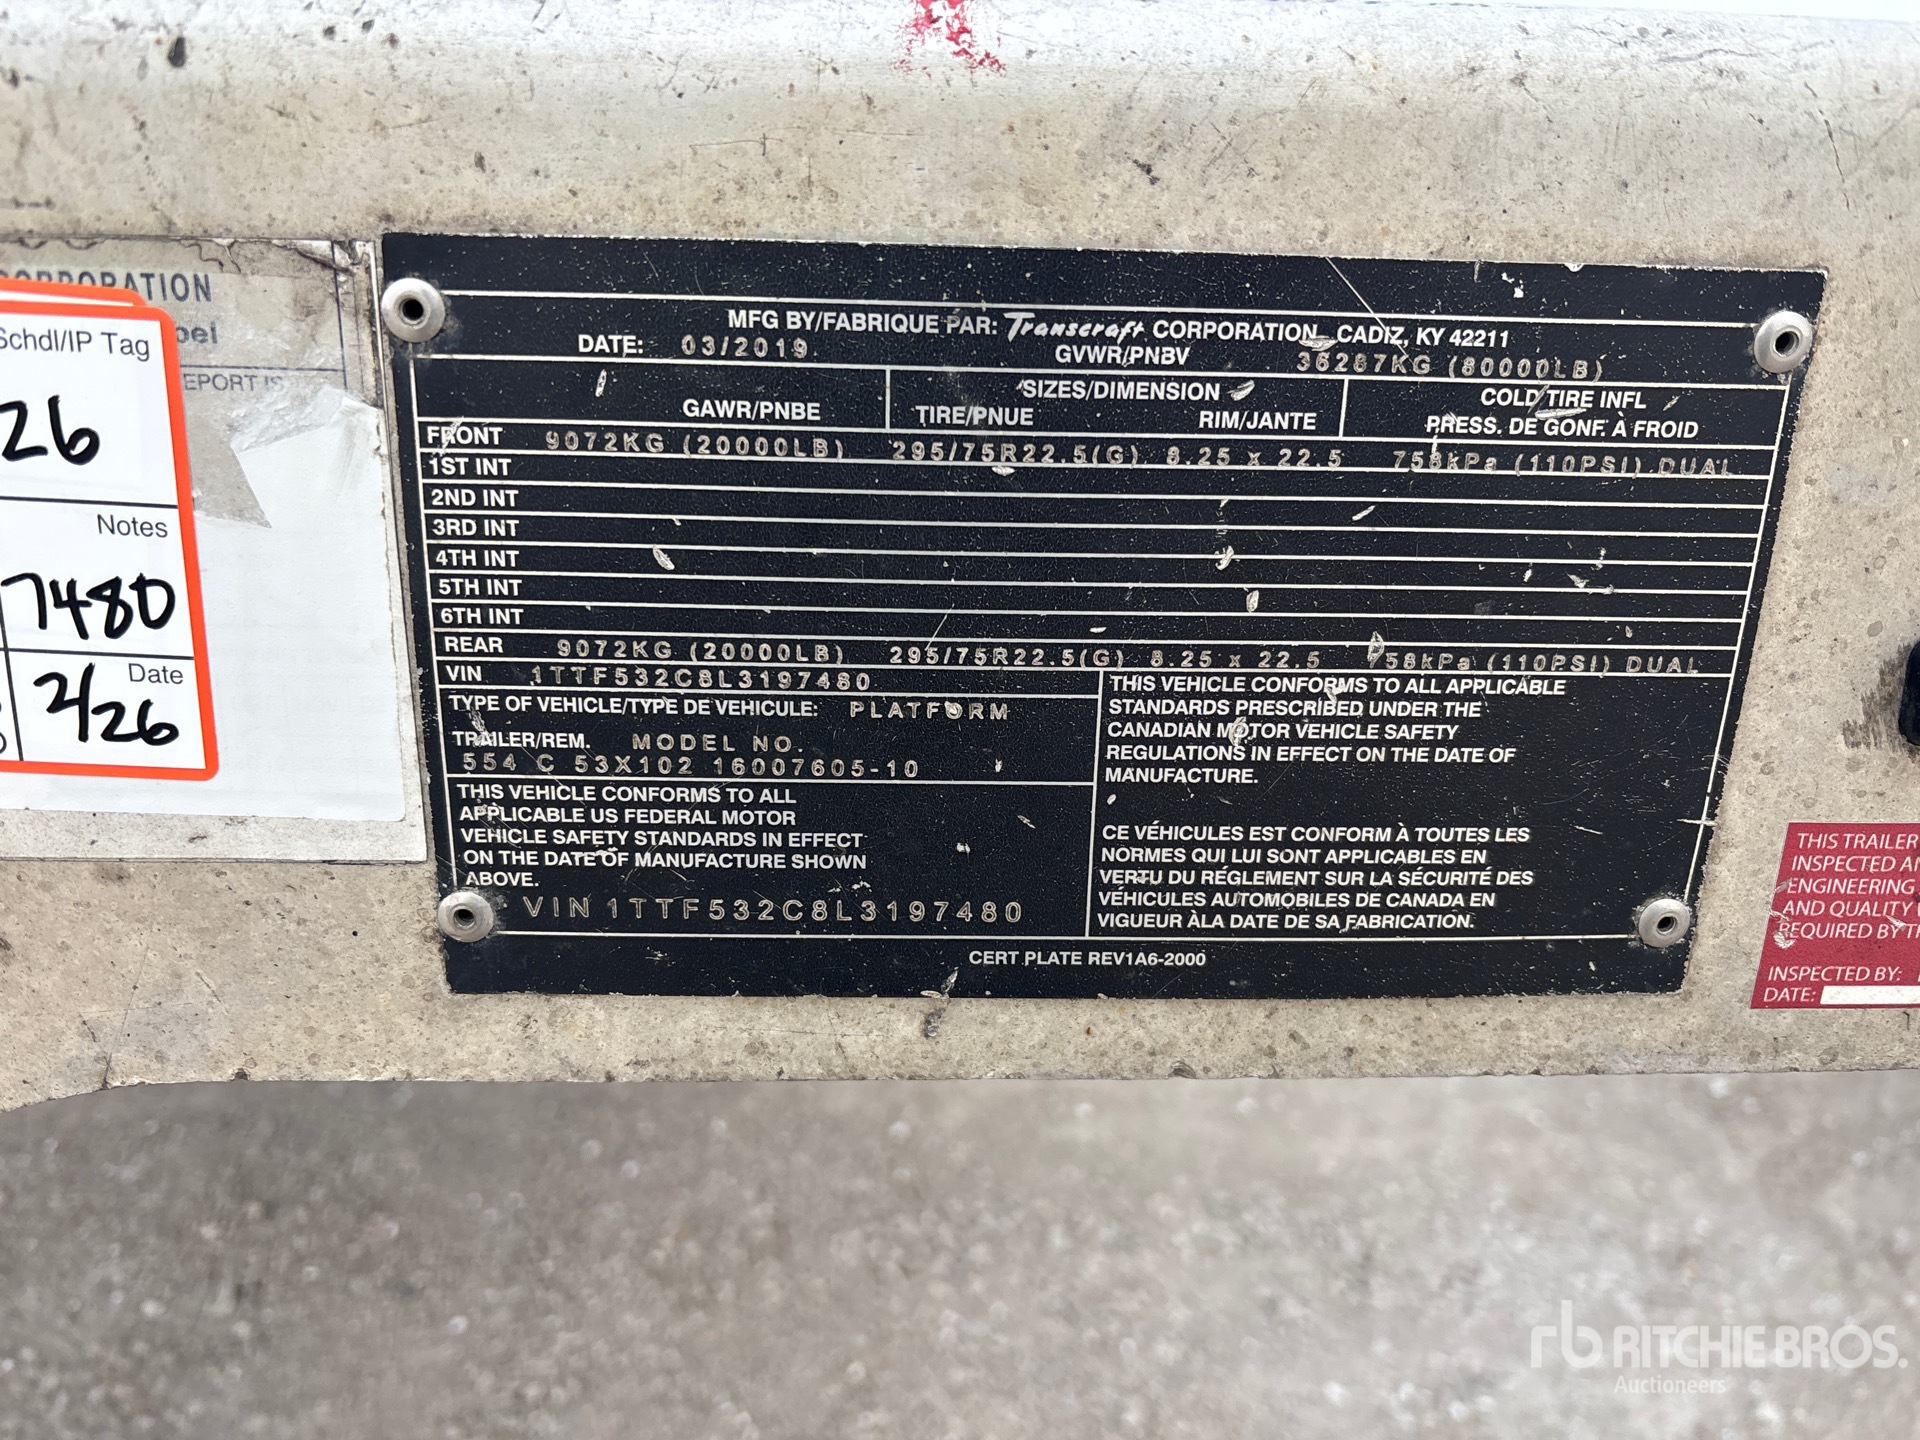 CORPORATION
EPORT IS
Schdl/IP Tag
26
Notes
7480
Date
2/26
MFG BY/FABRIQUE PAR: Transcraft CORPORATION CADIZ, KY 42211
DATE: 03/2019 GVWR/PNBV 36287KG (80000LB)
GAWR/PNBE SIZES/DIMENSION COLD TIRE INFL
TIRE/PNUE RIM/JANTE PRESS. DE GONF. À FROID
FRONT 9072KG (20000LB) 295/75R22.5(G) 8.25 x 22.5 758kPa (110PSI) DUAL
1ST INT
2ND INT
3RD INT
4TH INT
5TH INT
6TH INT
REAR 9072KG (20000LB) 295/75R22.5(G) 8.25 x 22.5 758kPa (110PSI) DUAL
VIN 1TTF532C8L3197480
TYPE OF VEHICLE/TYPE DE VEHICULE: PLATFORM
TRAILER/REM. MODEL NO.
554 C 53X102 16007605-10
THIS VEHICLE CONFORMS TO ALL
APPLICABLE US FEDERAL MOTOR
VEHICLE SAFETY STANDARDS IN EFFECT
ON THE DATE OF MANUFACTURE SHOWN
ABOVE.
VIN 1TTF532C8L3197480
THIS VEHICLE CONFORMS TO ALL APPLICABLE
STANDARDS PRESCRIBED UNDER THE
CANADIAN MOTOR VEHICLE SAFETY
REGULATIONS IN EFFECT ON THE DATE OF
MANUFACTURE.
CE VÉHICULES EST CONFORM À TOUTES LES
NORMES QUI LUI SONT APPLICABLES EN
VERTU DU RÉGLEMENT SUR LA SÉCURITÉ DES
VÉHICULES AUTOMOBILES DE CANADA EN
VIGUEUR ÀLA DATE DE SA FABRICATION.
CERT PLATE REV1A6-2000
THIS TRAILER
INSPECTED
ENGINEERING
AND QUALITY
REQUIRED BY
INSPECTED BY:
DATE:
rb RITCHIE BROS.
Auctioneers